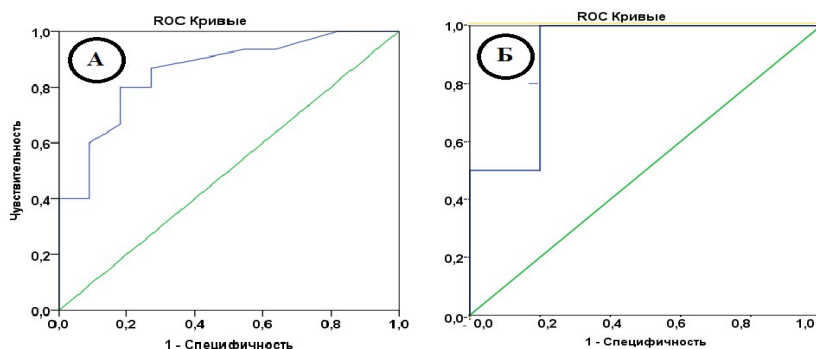 ROC Кривые
А
1,0
0,8
0,6
0,4
0,2
0,0
Чувствительность
0,0 0,2 0,4 0,6 0,8 1,0
1 - Специфичность
ROC Кривые
Б
1,0
0,8
0,6
0,4
0,2
0,0
0,0 0,2 0,4 0,6 0,8 1,0
1 - Специфичность